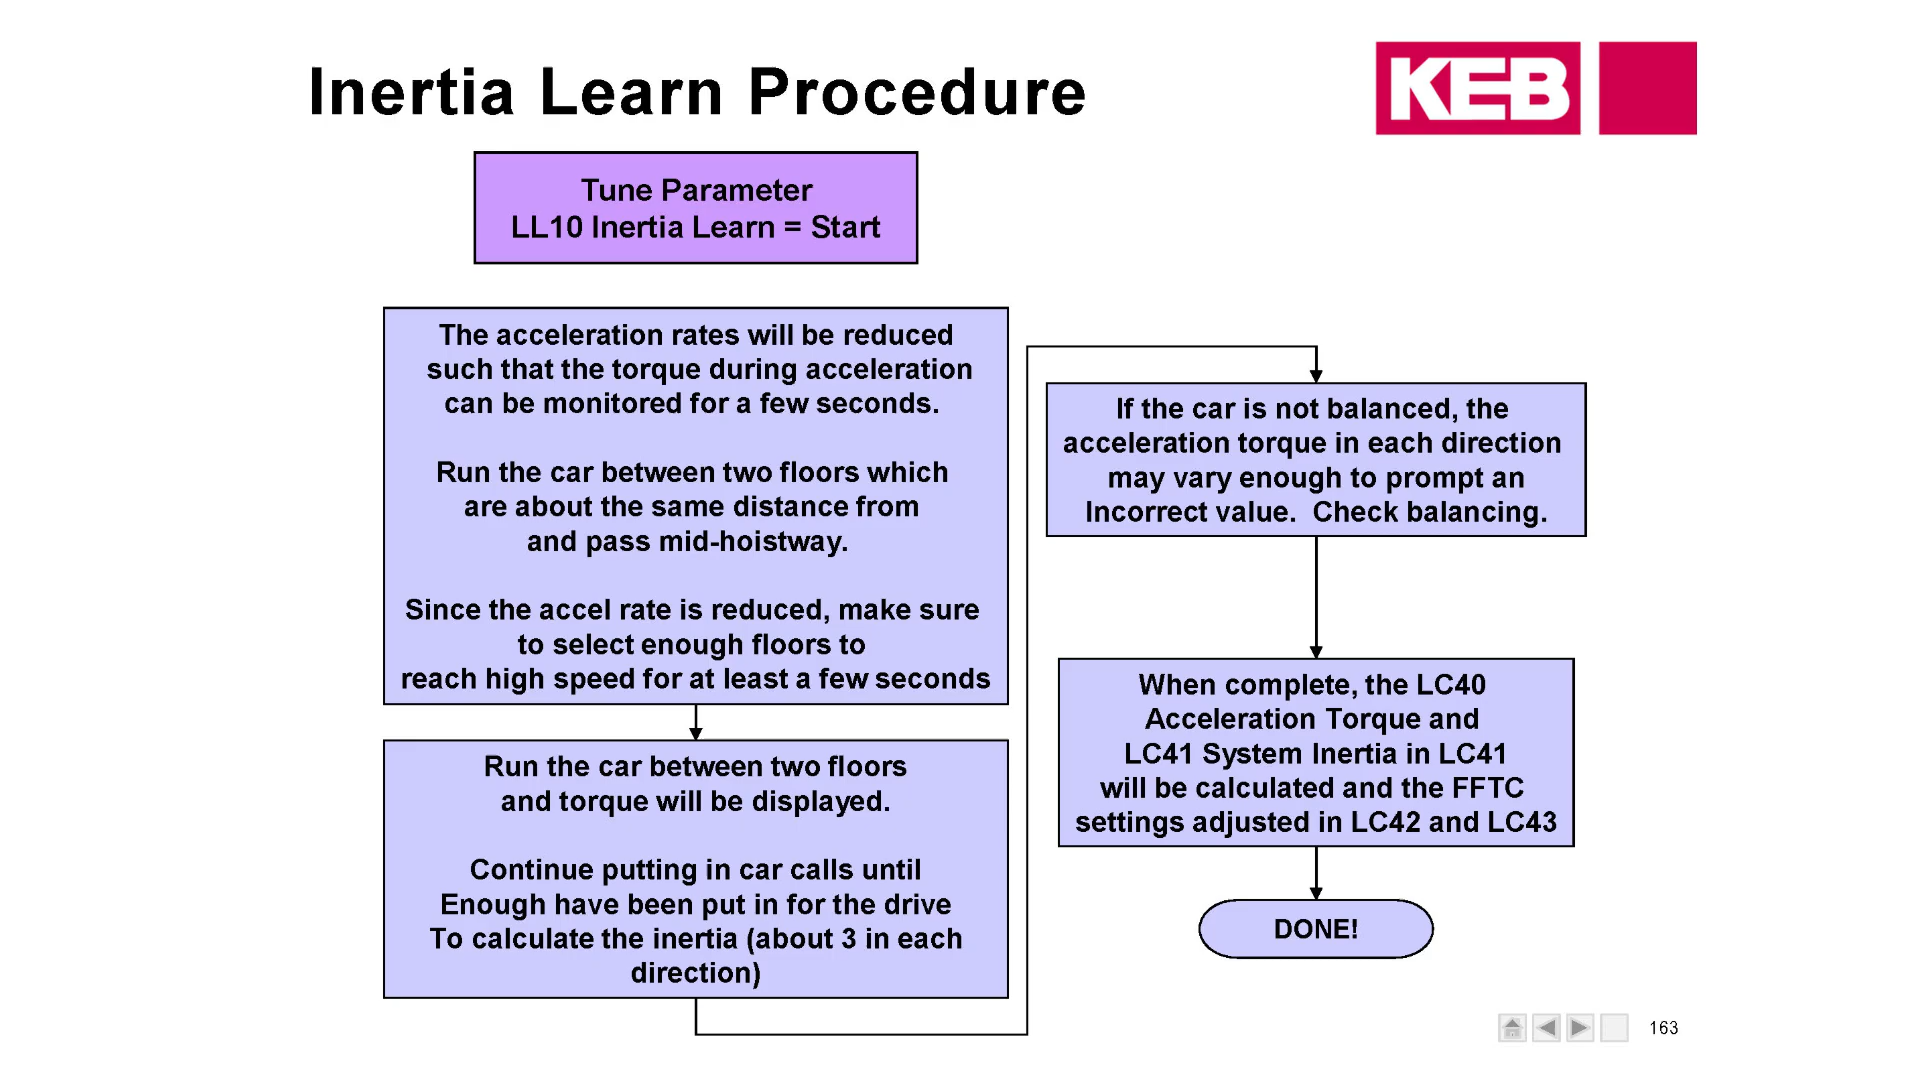 Inertia Learn Procedure
KEB
Tune Parameter
LL10 Inertia Learn = Start
The acceleration rates will be reduced
such that the torque during acceleration
can be monitored for a few seconds.
Run the car between two floors which
are about the same distance from
and pass mid-hoistway.
Since the accel rate is reduced, make sure
to select enough floors to
reach high speed for at least a few seconds
Run the car between two floors
and torque will be displayed.
Continue putting in car calls until
Enough have been put in for the drive
To calculate the inertia (about 3 in each
direction)
If the car is not balanced, the
acceleration torque in each direction
may vary enough to prompt an
Incorrect value.  Check balancing.
When complete, the LC40
Acceleration Torque and
LC41 System Inertia in LC41
will be calculated and the FFTC
settings adjusted in LC42 and LC43
DONE!
163